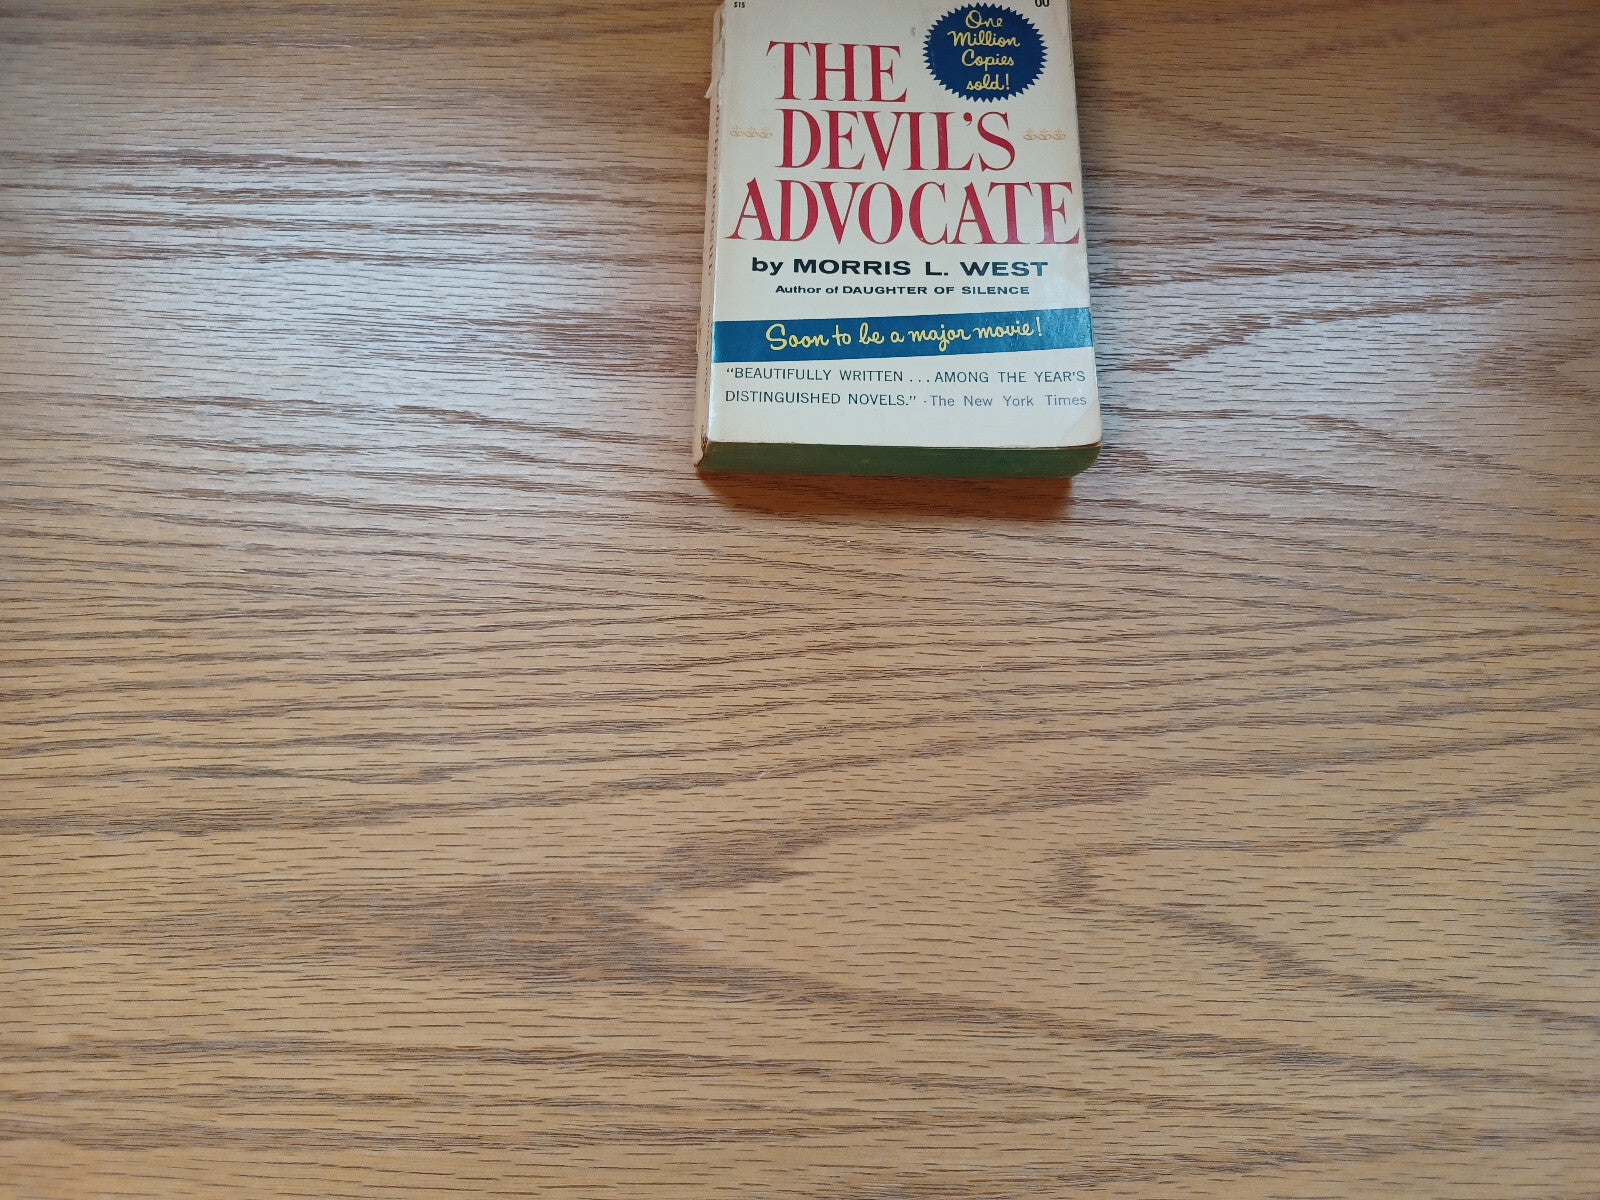 One
Million
Copies
sold!
THE
DEVIL'S
ADVOCATE
by MORRIS L. WEST
Author of DAUGHTER OF SILENCE
Soon to be a major movie!
"BEAUTIFULLY WRITTEN ... AMONG THE YEAR'S
DISTINGUISHED NOVELS." · The New York Times